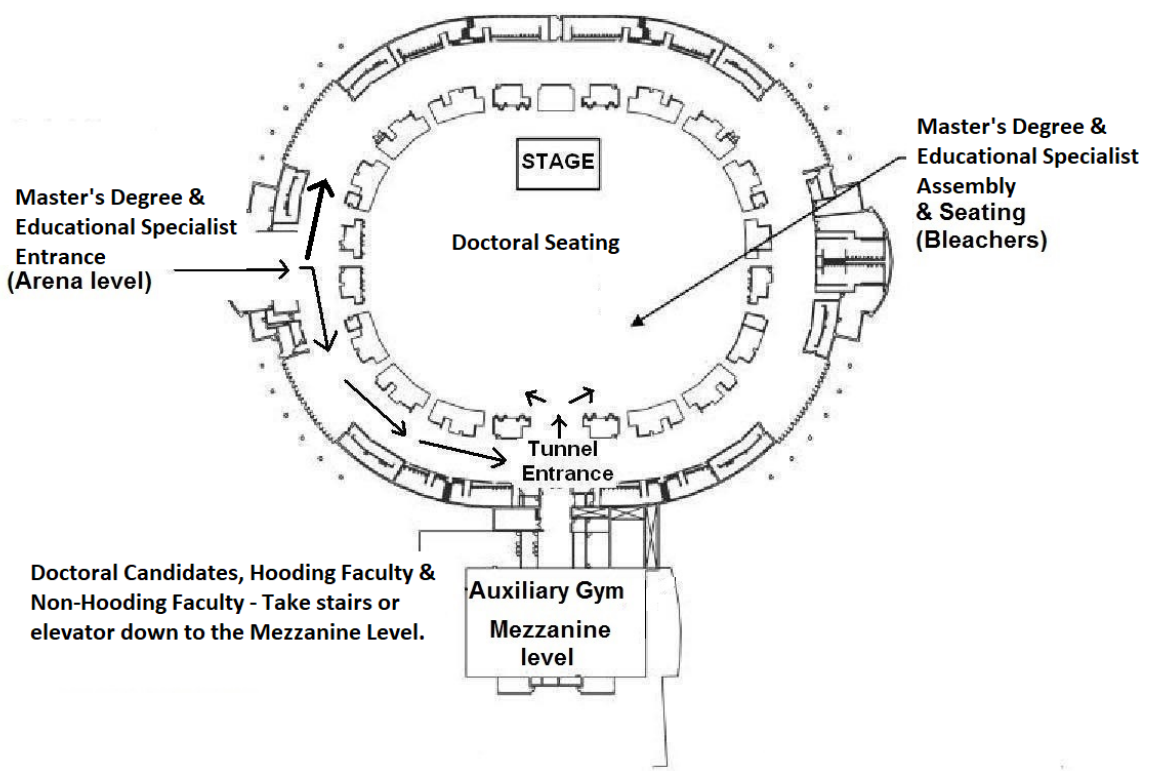 STAGE
Master's Degree &
Educational Specialist
Assembly
& Seating
(Bleachers)
Master's Degree &
Educational Specialist
Entrance
(Arena level)
Doctoral Seating
Tunnel
Entrance
Doctoral Candidates, Hooding Faculty &
Non-Hooding Faculty - Take stairs or
elevator down to the Mezzanine Level.
Auxiliary Gym
Mezzanine
level